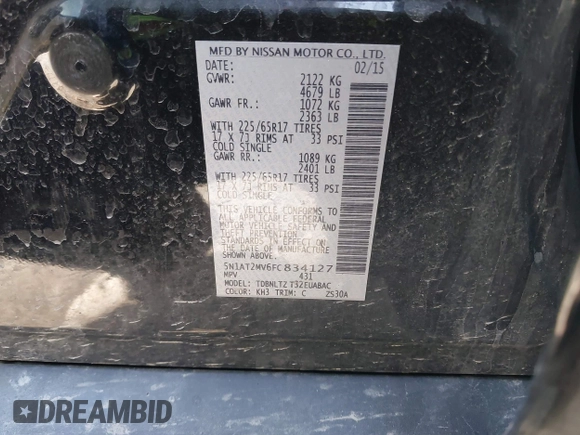 MFD BY NISSAN MOTOR CO., LTD.
DATE: 02/15
GVWR: 2122 KG
4679 LB
GAWR FR: 1072 KG
2363 LB
WITH 225/65R17 TIRES
17 X 7J RIMS AT 33 PSI
COLD SINGLE
GAWR RR.: 1089 KG
2401 LB
WITH 225/65R17 TIRES
17 X 7J RIMS AT 33 PSI
COLD SINGLE
THIS VEHICLE CONFORMS TO
ALL APPLICABLE FEDERAL
MOTOR VEHICLE SAFETY AND
THEFT PREVENTION
STANDARDS IN EFFECT ON
THE DATE OF MANUFACTURE
SHOWN ABOVE.
5N1AT2MV6FC834127
MPV 431
MODEL: TDBNLTZ T32EUABAC
COLOR: KH3 TRIM: C ZS30A
DREAMBID